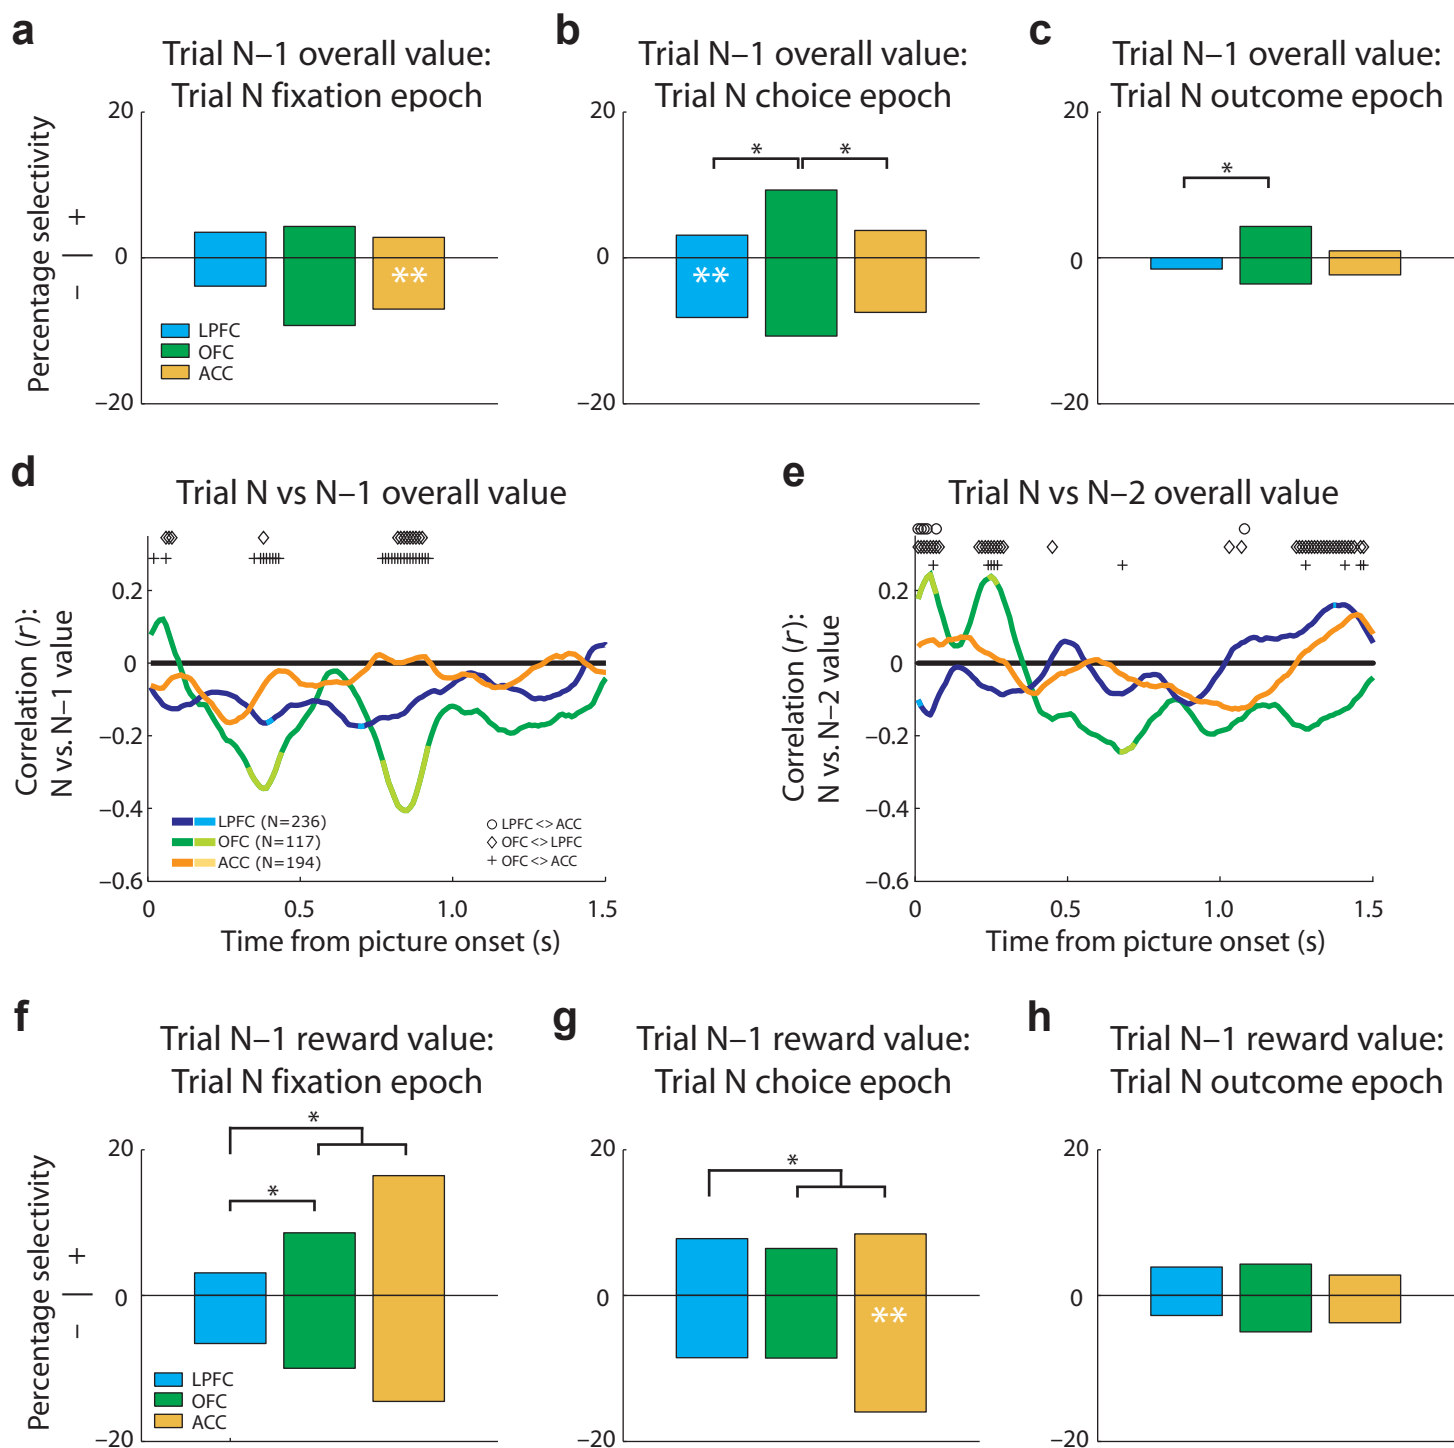 a
Trial N–1 overall value:
Trial N fixation epoch
b
Trial N–1 overall value:
Trial N choice epoch
c
Trial N–1 overall value:
Trial N outcome epoch
Percentage selectivity
– | +
20
0
–20
**
LPFC
OFC
ACC
20
0
–20
* *
**
20
0
–20
*
d
Trial N vs N–1 overall value
Correlation (r):
N vs. N–1 value
0.2
0
–0.2
–0.4
–0.6
LPFC (N=236)
OFC (N=117)
ACC (N=194)
LPFC <> ACC
OFC <> LPFC
OFC <> ACC
0 0.5 1.0 1.5
Time from picture onset (s)
e
Trial N vs N–2 overall value
Correlation (r):
N vs. N–2 value
0.2
0
–0.2
–0.4
–0.6
0 0.5 1.0 1.5
Time from picture onset (s)
f
Trial N–1 reward value:
Trial N fixation epoch
g
Trial N–1 reward value:
Trial N choice epoch
h
Trial N–1 reward value:
Trial N outcome epoch
Percentage selectivity
– | +
20
0
–20
*
*
LPFC
OFC
ACC
20
0
–20
*
**
20
0
–20